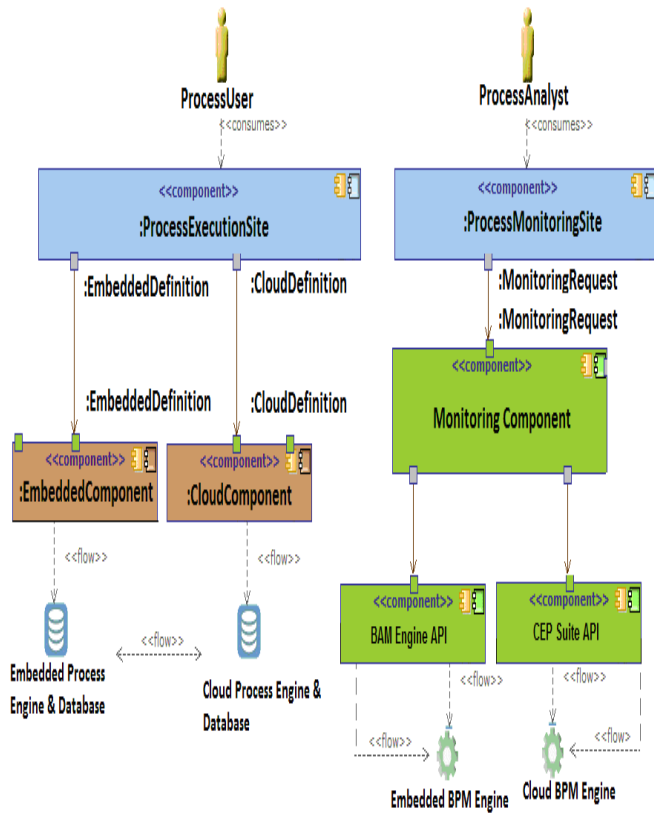 ProcessUser
<<consumes>>
<<component>>
:ProcessExecutionSite
:EmbeddedDefinition
:CloudDefinition
:EmbeddedDefinition
:CloudDefinition
<<component>>
:EmbeddedComponent
<<component>>
:CloudComponent
<<flow>>
<<flow>>
<<flow>>
Embedded Process
Engine & Database
Cloud Process Engine &
Database
ProcessAnalyst
<<consumes>>
<<component>>
:ProcessMonitoringSite
:MonitoringRequest
:MonitoringRequest
<<component>>
Monitoring Component
<<component>>
BAM Engine API
<<component>>
CEP Suite API
<<flow>>
<<flow>>
<<flow>>
<<flow>
Embedded BPM Engine
Cloud BPM Engine